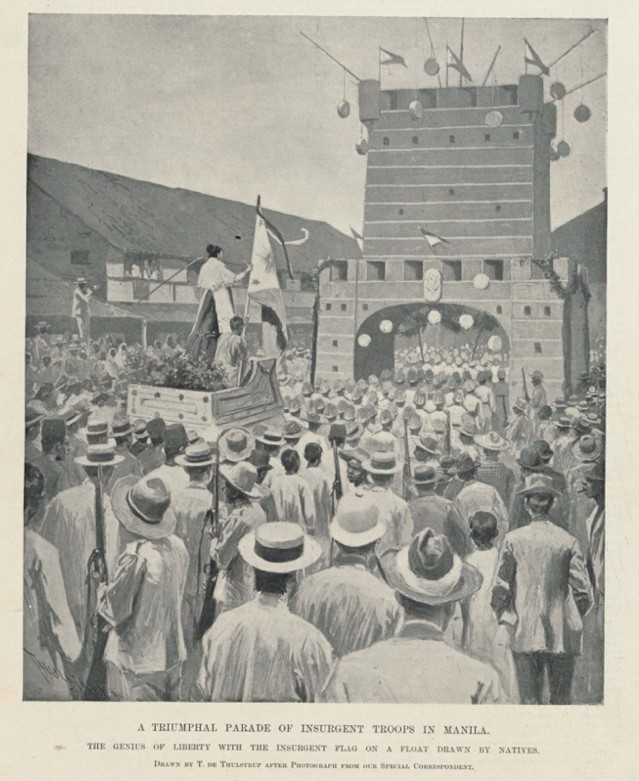 A TRIUMPHAL PARADE OF INSURGENT TROOPS IN MANILA.
THE GENIUS OF LIBERTY WITH THE INSURGENT FLAG ON A FLOAT DRAWN BY NATIVES.
DRAWN BY T. DE THULSTRUP AFTER PHOTOGRAPH FROM OUR SPECIAL CORRESPONDENT.